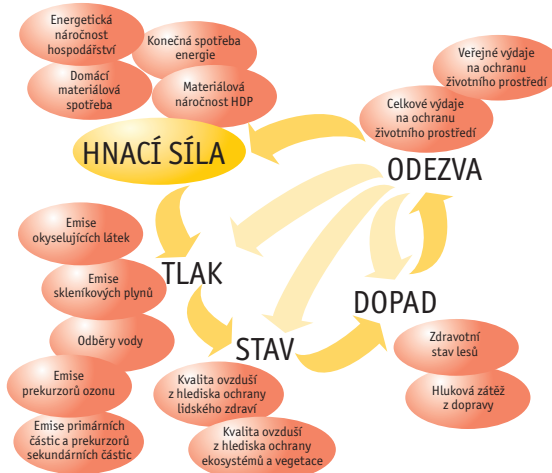 Energetická
náročnost
hospodářství
Konečná spotřeba
energie
Domácí
materiálová
spotřeba
Materiálová
náročnost HDP
HNACÍ SÍLA
Veřejné výdaje
na ochranu
životního prostředí
Celkové výdaje
na ochranu
životního prostředí
ODEZVA
Emise
okyselujících látek
Emise
skleníkových plynů
Odběry vody
Emise
prekurzorů ozonu
Emise primárních
částic a prekurzorů
sekundárních částic
TLAK
STAV
Kvalita ovzduší
z hlediska ochrany
lidského zdraví
Kvalita ovzduší
z hlediska ochrany
ekosystémů a vegetace
DOPAD
Zdravotní
stav lesů
Hluková zátěž
z dopravy